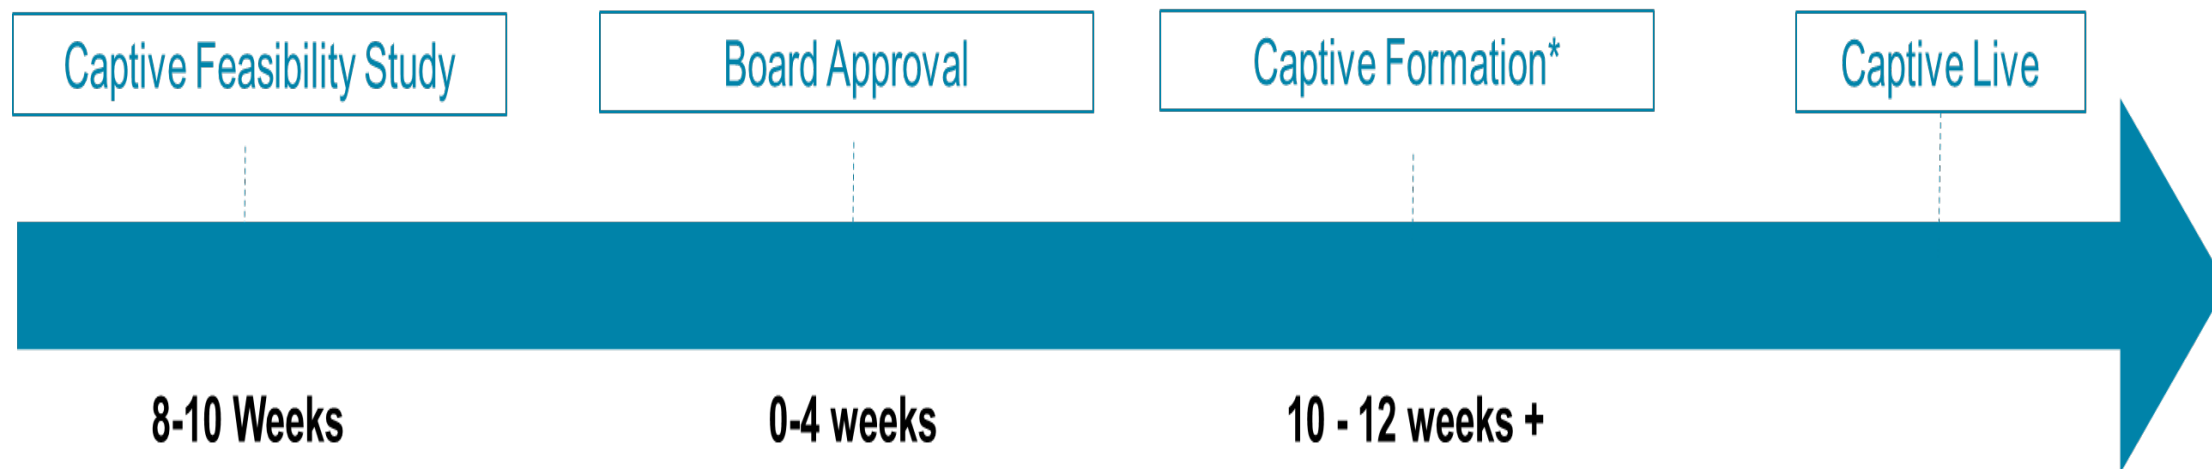 Captive Feasibility Study
Board Approval
Captive Formation*
Captive Live
8-10 Weeks
0-4 weeks
10 - 12 weeks +